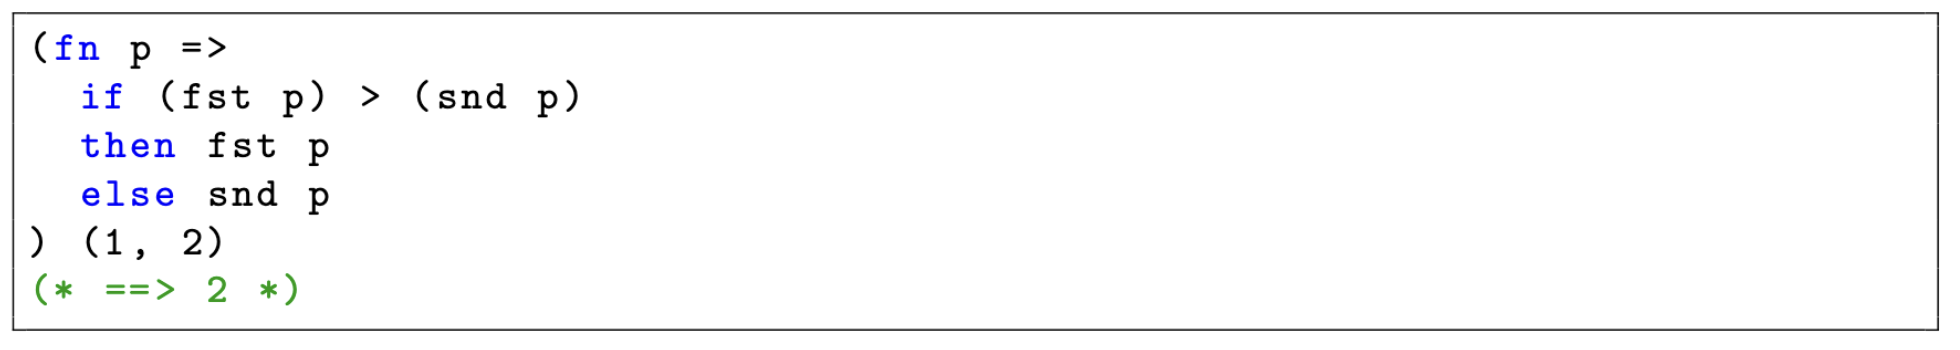 (fn p =>
  if (fst p) > (snd p)
  then fst p
  else snd p
) (1, 2)
(* ==> 2 *)